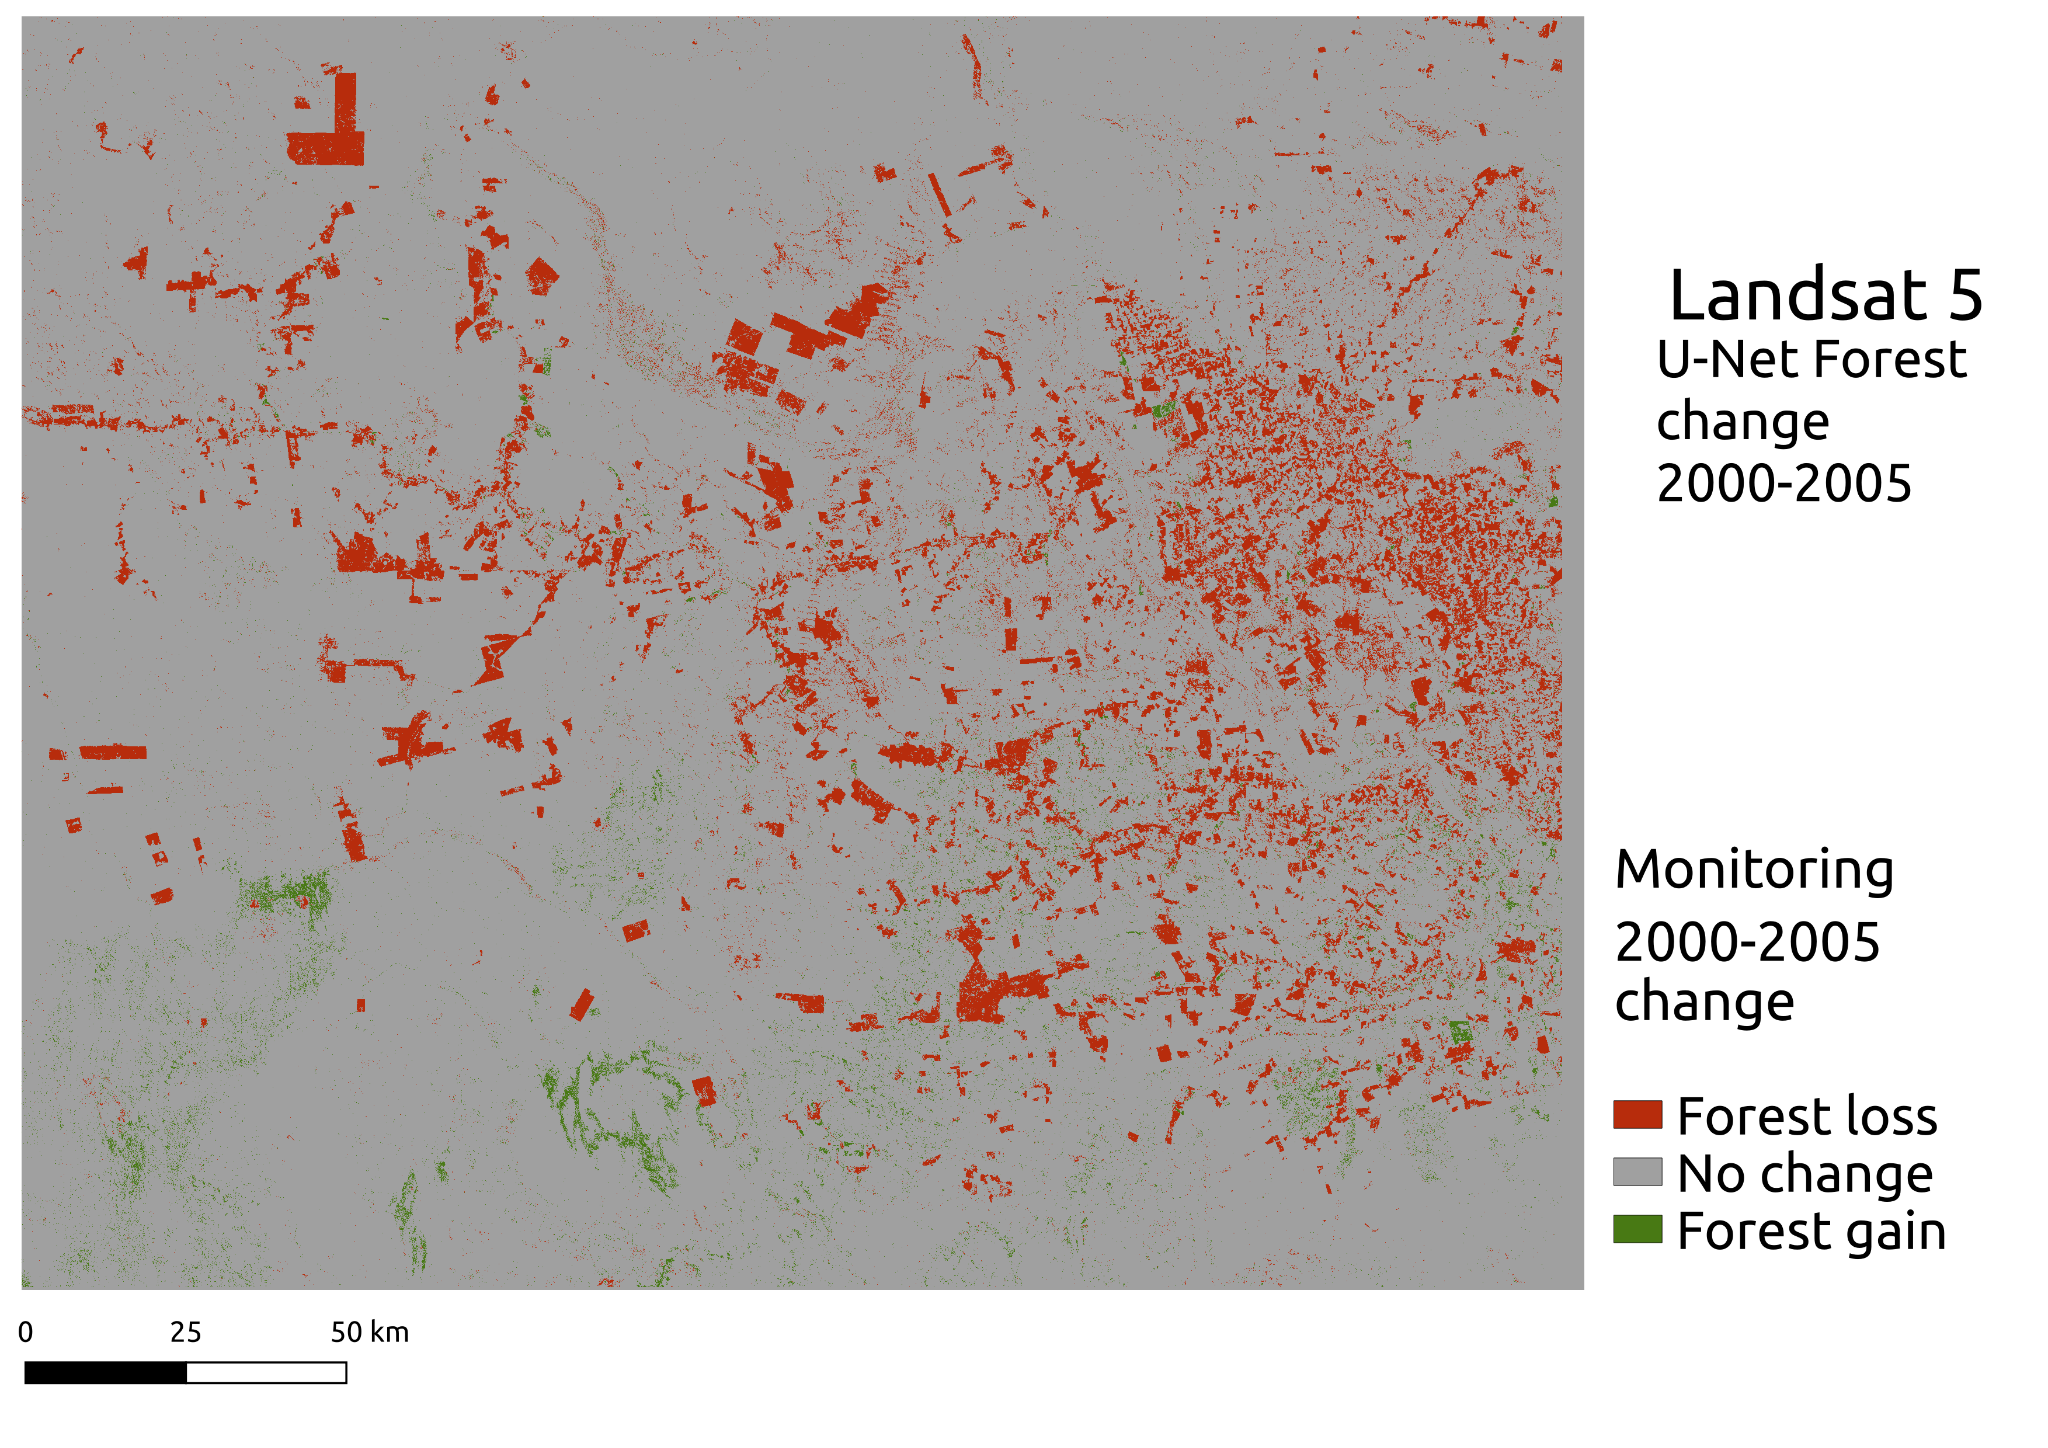 Landsat 5
U-Net Forest
change
2000-2005
Monitoring
2000-2005
change
Forest loss
No change
Forest gain
0 25 50 km